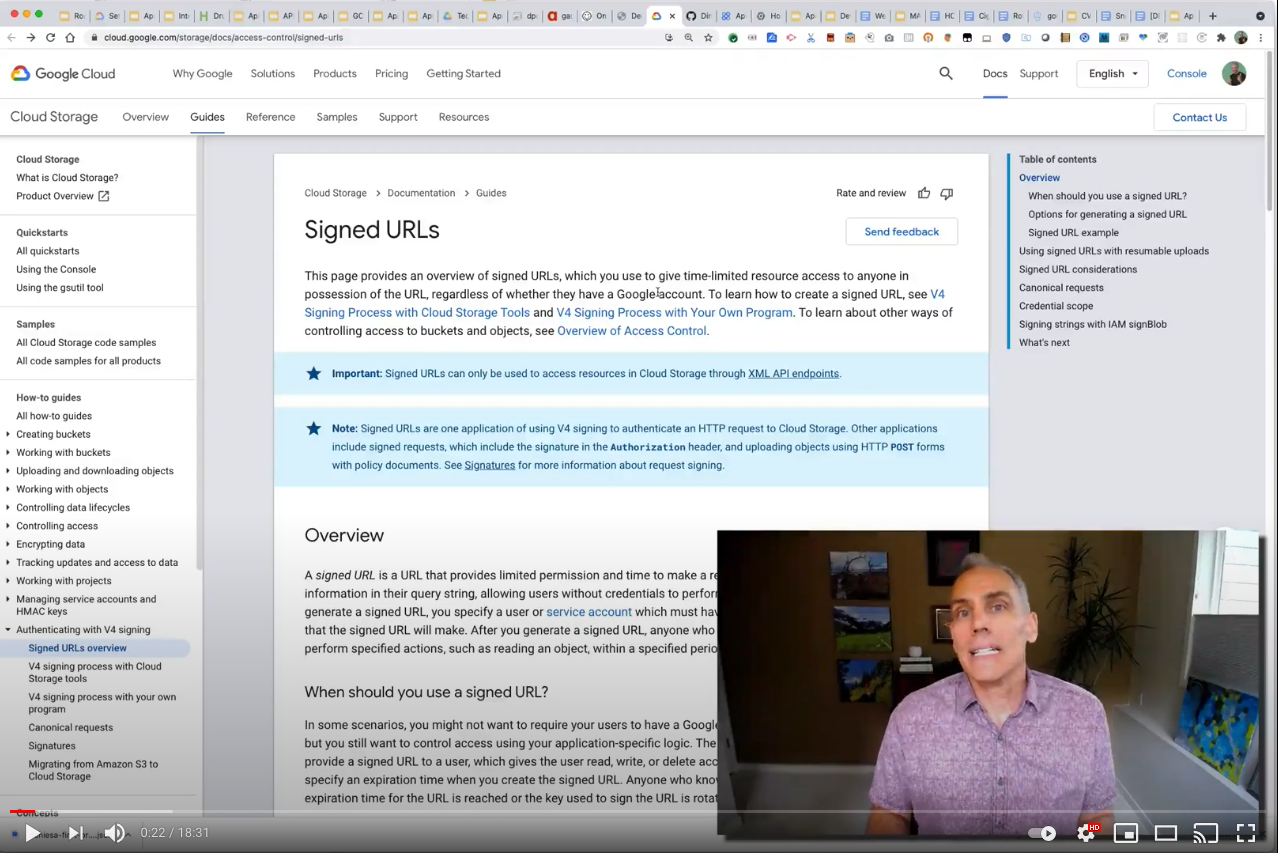 cloud.google.com/storage/docs/access-control/signed-urls
Google Cloud
Why Google
Solutions
Products
Pricing
Getting Started
Docs
Support
English
Console
Cloud Storage
Overview
Guides
Reference
Samples
Support
Resources
Contact Us
Cloud Storage
What is Cloud Storage?
Product Overview
Quickstarts
All quickstarts
Using the Console
Using the gsutil tool
Samples
All Cloud Storage code samples
All code samples for all products
How-to guides
All how-to guides
Creating buckets
Working with buckets
Uploading and downloading objects
Working with objects
Controlling data lifecycles
Controlling access
Encrypting data
Tracking updates and access to data
Working with projects
Managing service accounts and
HMAC keys
Authenticating with V4 signing
Signed URLs overview
V4 signing process with Cloud
Storage tools
V4 signing process with your own
program
Canonical requests
Signatures
Migrating from Amazon S3 to
Cloud Storage
Concepts
Cloud Storage > Documentation > Guides
Rate and review
Signed URLs
Send feedback
This page provides an overview of signed URLs, which you use to give time-limited resource access to anyone in
possession of the URL, regardless of whether they have a Google account. To learn how to create a signed URL, see V4
Signing Process with Cloud Storage Tools and V4 Signing Process with Your Own Program. To learn about other ways of
controlling access to buckets and objects, see Overview of Access Control.
Important: Signed URLs can only be used to access resources in Cloud Storage through XML API endpoints.
Note: Signed URLs are one application of using V4 signing to authenticate an HTTP request to Cloud Storage. Other applications
include signed requests, which include the signature in the Authorization header, and uploading objects using HTTP POST forms
with policy documents. See Signatures for more information about request signing.
Overview
A signed URL is a URL that provides limited permission and time to make a re
information in their query string, allowing users without credentials to perfor
generate a signed URL, you specify a user or service account which must hav
that the signed URL will make. After you generate a signed URL, anyone who
perform specified actions, such as reading an object, within a specified perio
When should you use a signed URL?
In some scenarios, you might not want to require your users to have a Google
but you still want to control access using your application-specific logic. The
provide a signed URL to a user, which gives the user read, write, or delete acc
specify an expiration time when you create the signed URL. Anyone who kno
expiration time for the URL is reached or the key used to sign the URL is rotat
Table of contents
Overview
When should you use a signed URL?
Options for generating a signed URL
Signed URL example
Using signed URLs with resumable uploads
Signed URL considerations
Canonical requests
Credential scope
Signing strings with IAM signBlob
What's next
0:22 / 18:31
HD